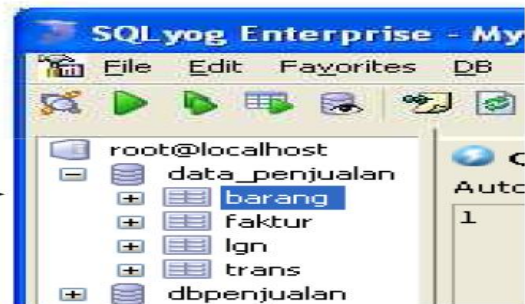 SQLyog Enterprise - My
File Edit Favorites DB
root@localhost
data_penjualan
Auto
barang
1
faktur
lgn
trans
dbpenjualan